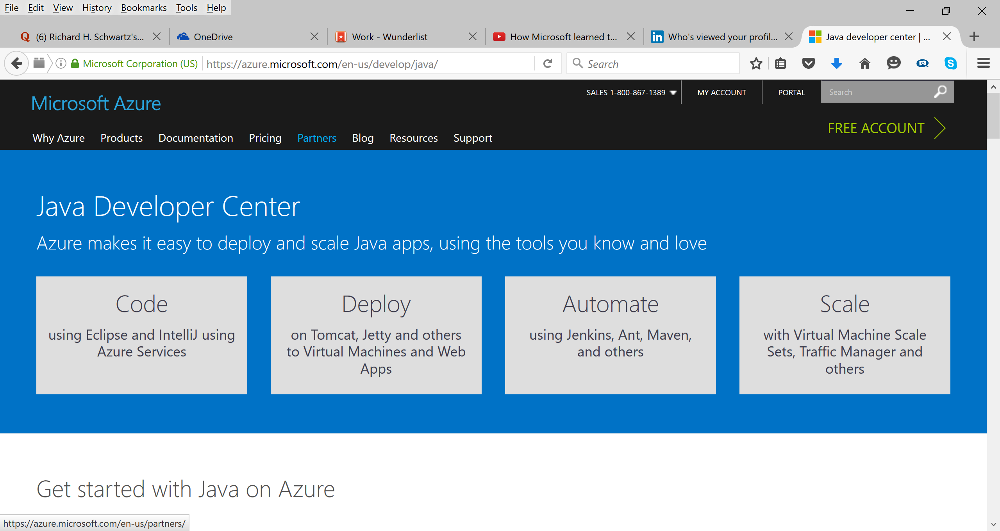 File Edit View History Bookmarks Tools Help
(6) Richard H. Schwartz's...
OneDrive
Work - Wunderlist
How Microsoft learned t...
Who's viewed your profil...
Java developer center | ...
Microsoft Corporation (US)
https://azure.microsoft.com/en-us/develop/java/
Search
SALES 1-800-867-1389
MY ACCOUNT
PORTAL
Search
Microsoft Azure
FREE ACCOUNT
Why Azure Products Documentation Pricing Partners Blog Resources Support
Java Developer Center
Azure makes it easy to deploy and scale Java apps, using the tools you know and love
Code
using Eclipse and IntelliJ using
Azure Services
Deploy
on Tomcat, Jetty and others
to Virtual Machines and Web
Apps
Automate
using Jenkins, Ant, Maven,
and others
Scale
with Virtual Machine Scale
Sets, Traffic Manager and
others
Get started with Java on Azure
https://azure.microsoft.com/en-us/partners/